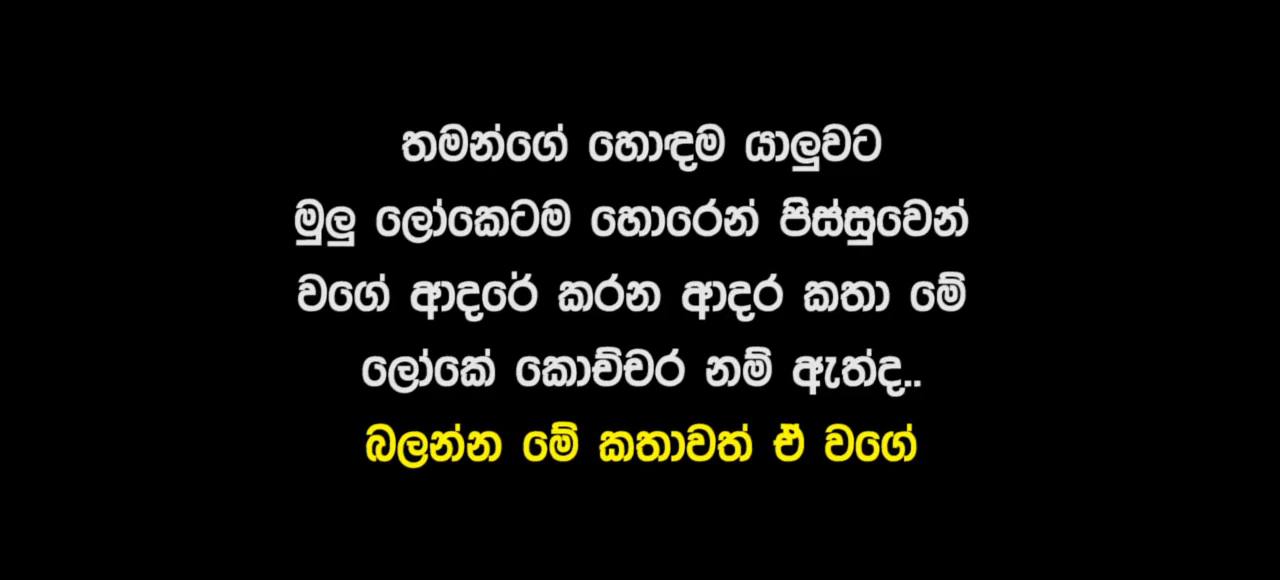 තමන්ගේ හොඳම යාලුවට
මුලු ලෝකෙටම හොරෙන් පිස්සුවෙන්
වගේ ආදරේ කරන ආදර කතා මේ
ලෝකේ කොච්චර නම් ඇත්ද..
බලන්න මේ කතාවත් ඒ වගේ